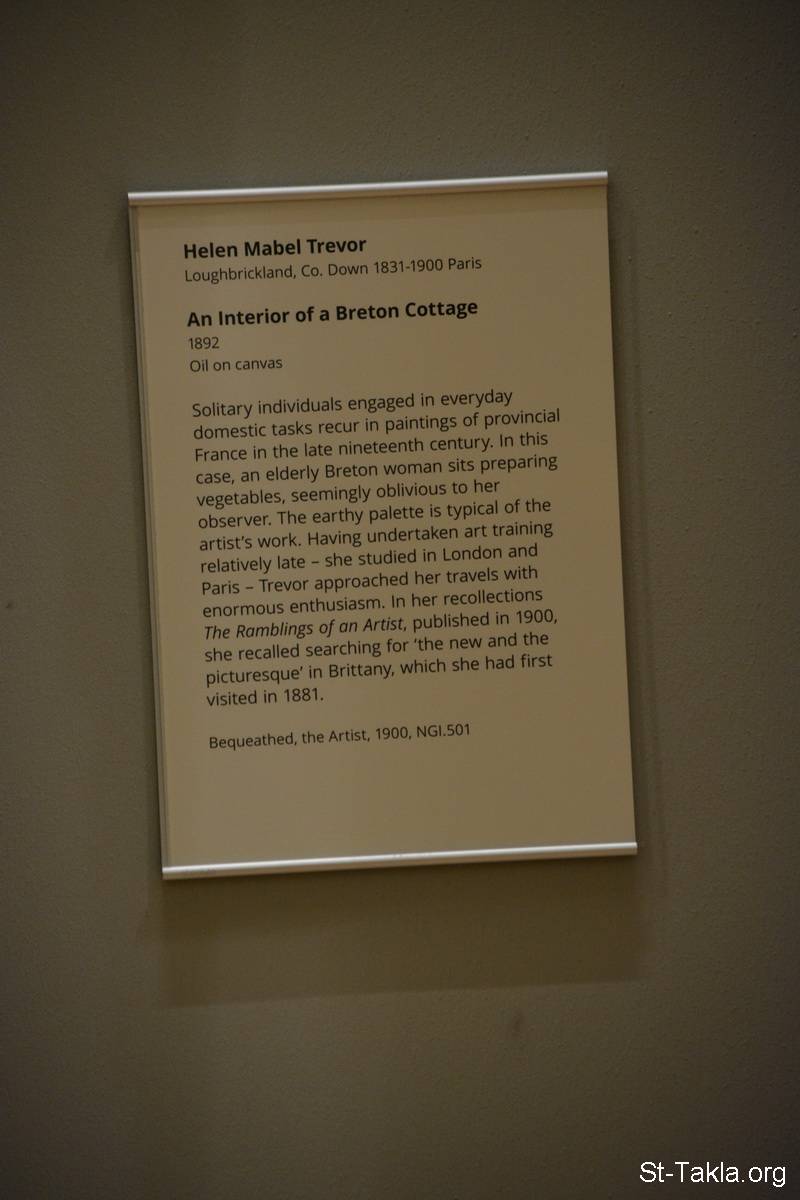 Helen Mabel Trevor
Loughbrickland, Co. Down 1831-1900 Paris
An Interior of a Breton Cottage
1892
Oil on canvas
Solitary individuals engaged in everyday
domestic tasks recur in paintings of provincial
France in the late nineteenth century. In this
case, an elderly Breton woman sits preparing
vegetables, seemingly oblivious to her
observer. The earthy palette is typical of the
artist's work. Having undertaken art training
relatively late – she studied in London and
Paris – Trevor approached her travels with
enormous enthusiasm. In her recollections
The Ramblings of an Artist, published in 1900,
she recalled searching for 'the new and the
picturesque' in Brittany, which she had first
visited in 1881.
Bequeathed, the Artist, 1900, NGI.501
St-Takla.org